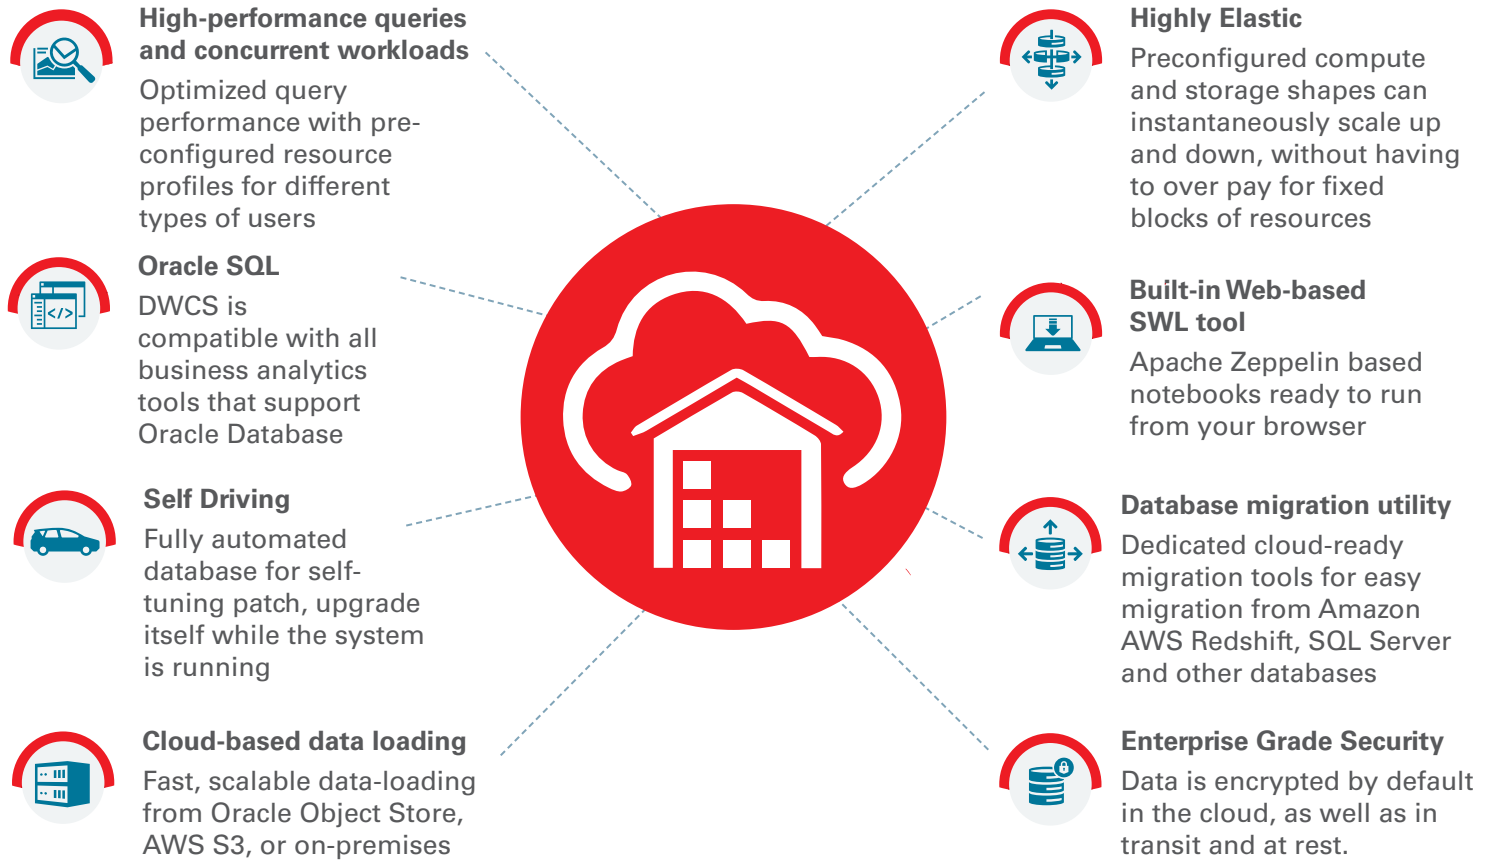 High-performance queries
and concurrent workloads
Optimized query
performance with pre-
configured resource
profiles for different
types of users
Oracle SQL
DWCS is
compatible with all
business analytics
tools that support
Oracle Database
Self Driving
Fully automated
database for self-
tuning patch, upgrade
itself while the system
is running
Cloud-based data loading
Fast, scalable data-loading
from Oracle Object Store,
AWS S3, or on-premises
Highly Elastic
Preconfigured compute
and storage shapes can
instantaneously scale up
and down, without having
to over pay for fixed
blocks of resources
Built-in Web-based
SWL tool
Apache Zeppelin based
notebooks ready to run
from your browser
Database migration utility
Dedicated cloud-ready
migration tools for easy
migration from Amazon
AWS Redshift, SQL Server
and other databases
Enterprise Grade Security
Data is encrypted by default
in the cloud, as well as in
transit and at rest.